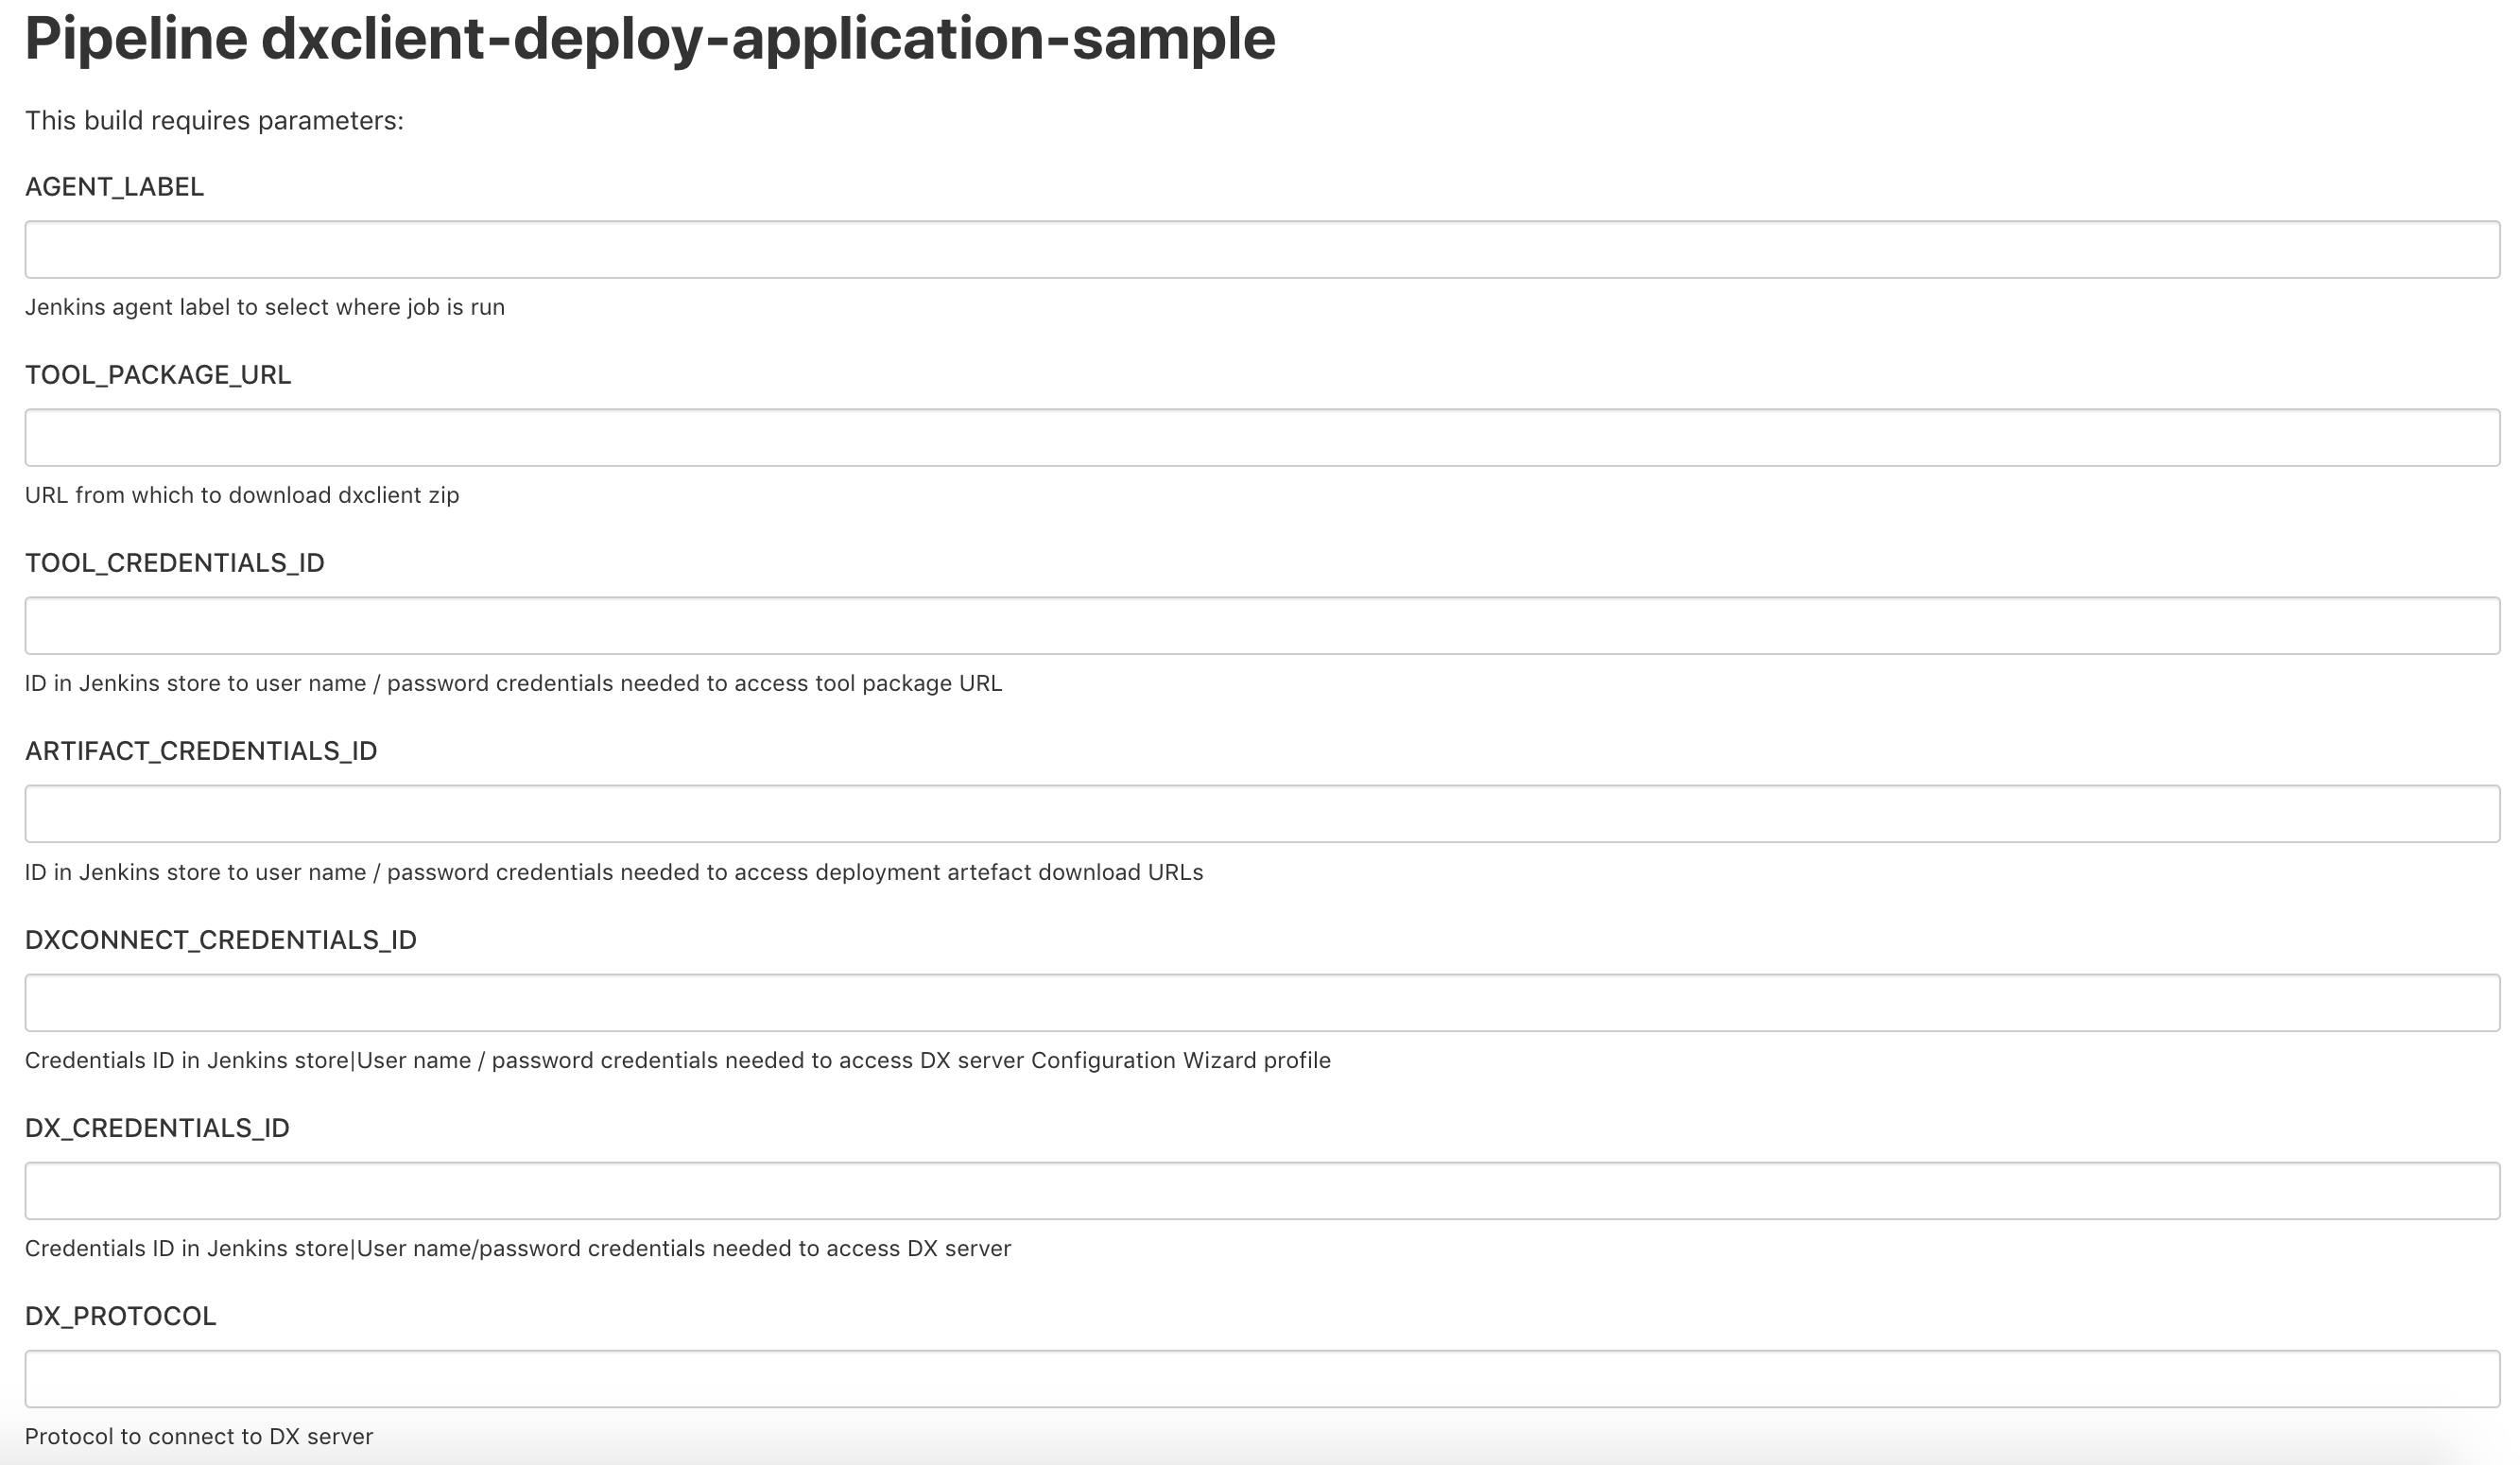 Pipeline dxclient-deploy-application-sample
This build requires parameters:
AGENT_LABEL
Jenkins agent label to select where job is run
TOOL_PACKAGE_URL
URL from which to download dxclient zip
TOOL_CREDENTIALS_ID
ID in Jenkins store to user name / password credentials needed to access tool package URL
ARTIFACT_CREDENTIALS_ID
ID in Jenkins store to user name / password credentials needed to access deployment artefact download URLs
DXCONNECT_CREDENTIALS_ID
Credentials ID in Jenkins store|User name / password credentials needed to access DX server Configuration Wizard profile
DX_CREDENTIALS_ID
Credentials ID in Jenkins store|User name/password credentials needed to access DX server
DX_PROTOCOL
Protocol to connect to DX server